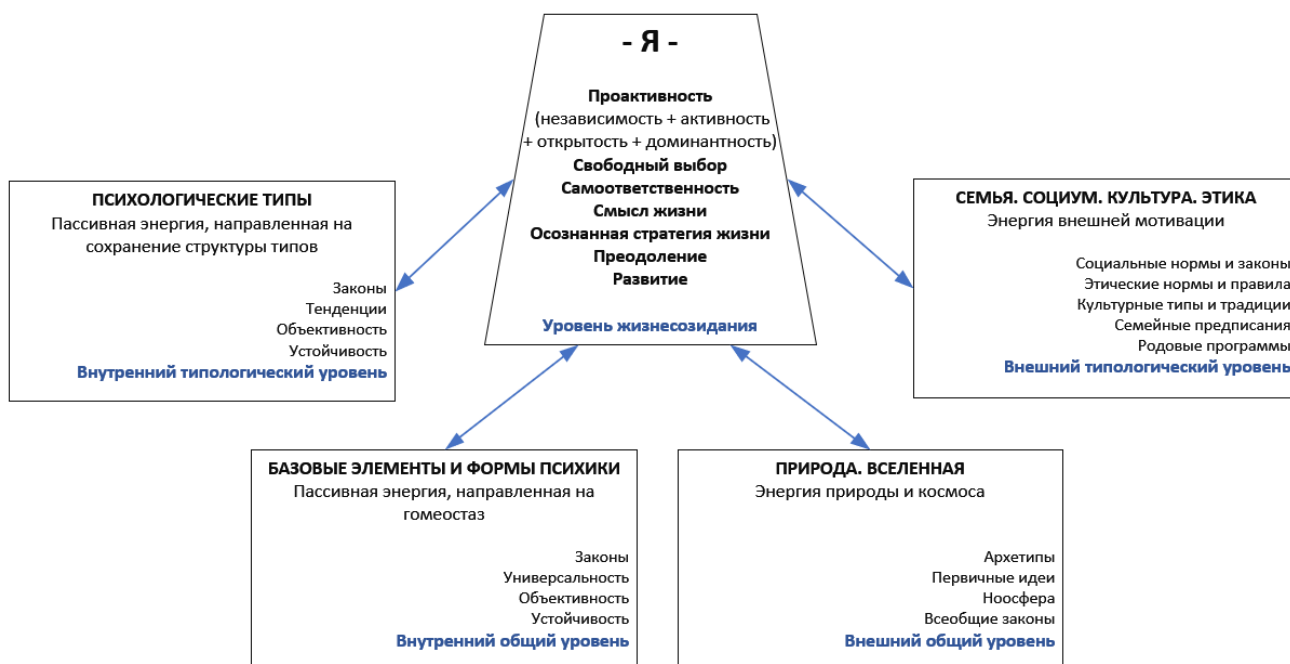 - Я -
Проактивность
(независимость + активность
+ открытость + доминантность)
Свободный выбор
Самоответственность
Смысл жизни
Осознанная стратегия жизни
Преодоление
Развитие
Уровень жизнесозидания
ПСИХОЛОГИЧЕСКИЕ ТИПЫ
Пассивная энергия, направленная на
сохранение структуры типов
Законы
Тенденции
Объективность
Устойчивость
Внутренний типологический уровень
СЕМЬЯ. СОЦИУМ. КУЛЬТУРА. ЭТИКА
Энергия внешней мотивации
Социальные нормы и законы
Этические нормы и правила
Культурные типы и традиции
Семейные предписания
Родовые программы
Внешний типологический уровень
БАЗОВЫЕ ЭЛЕМЕНТЫ И ФОРМЫ ПСИХИКИ
Пассивная энергия, направленная на
гомеостаз
Законы
Универсальность
Объективность
Устойчивость
Внутренний общий уровень
ПРИРОДА. ВСЕЛЕННАЯ
Энергия природы и космоса
Архетипы
Первичные идеи
Ноосфера
Всеобщие законы
Внешний общий уровень